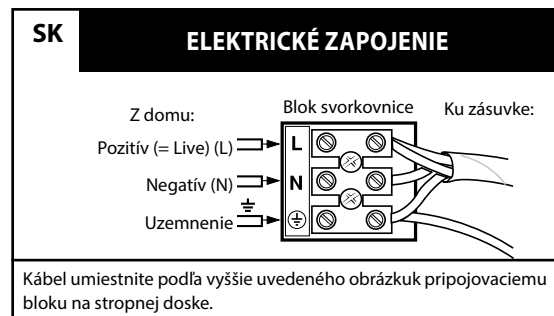 SK
ELEKTRICKÉ ZAPOJENIE
Z domu:
Blok svorkovnice
Ku zásuvke:
Pozitív (= Live) (L)
L
Negatív (N)
N
Uzemnenie
Kábel umiestnite podľa vyššie uvedeného obrázkuk pripojovaciemu
bloku na stropnej doske.